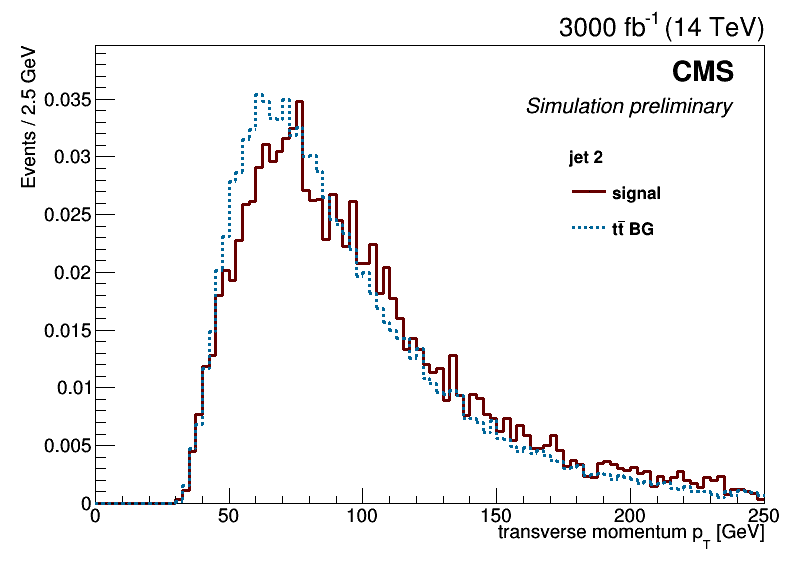 3000 fb⁻¹ (14 TeV)
Events / 2.5 GeV
CMS
Simulation preliminary
jet 2
signal
tt̄ BG
0.035
0.03
0.025
0.02
0.015
0.01
0.005
0
0 50 100 150 200 250
transverse momentum p_T [GeV]